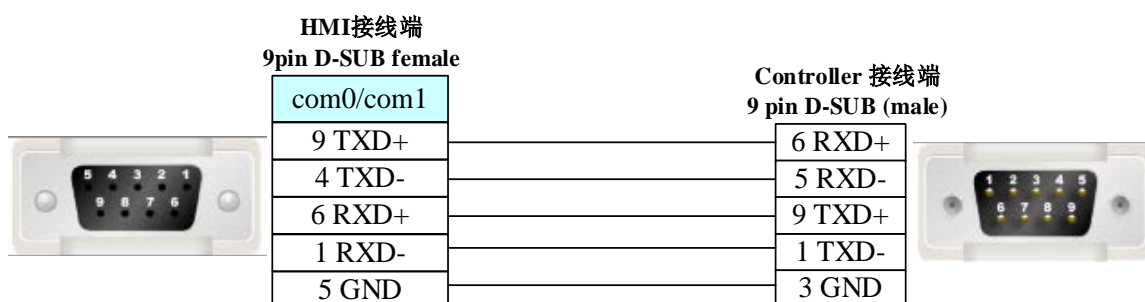 HMI接线端
9pin D-SUB female
com0/com1
9 TXD+
4 TXD-
6 RXD+
1 RXD-
5 GND
Controller 接线端
9 pin D-SUB (male)
6 RXD+
5 RXD-
9 TXD+
1 TXD-
3 GND
5 4 3 2 1
9 8 7 6
1 2 3 4 5
6 7 8 9